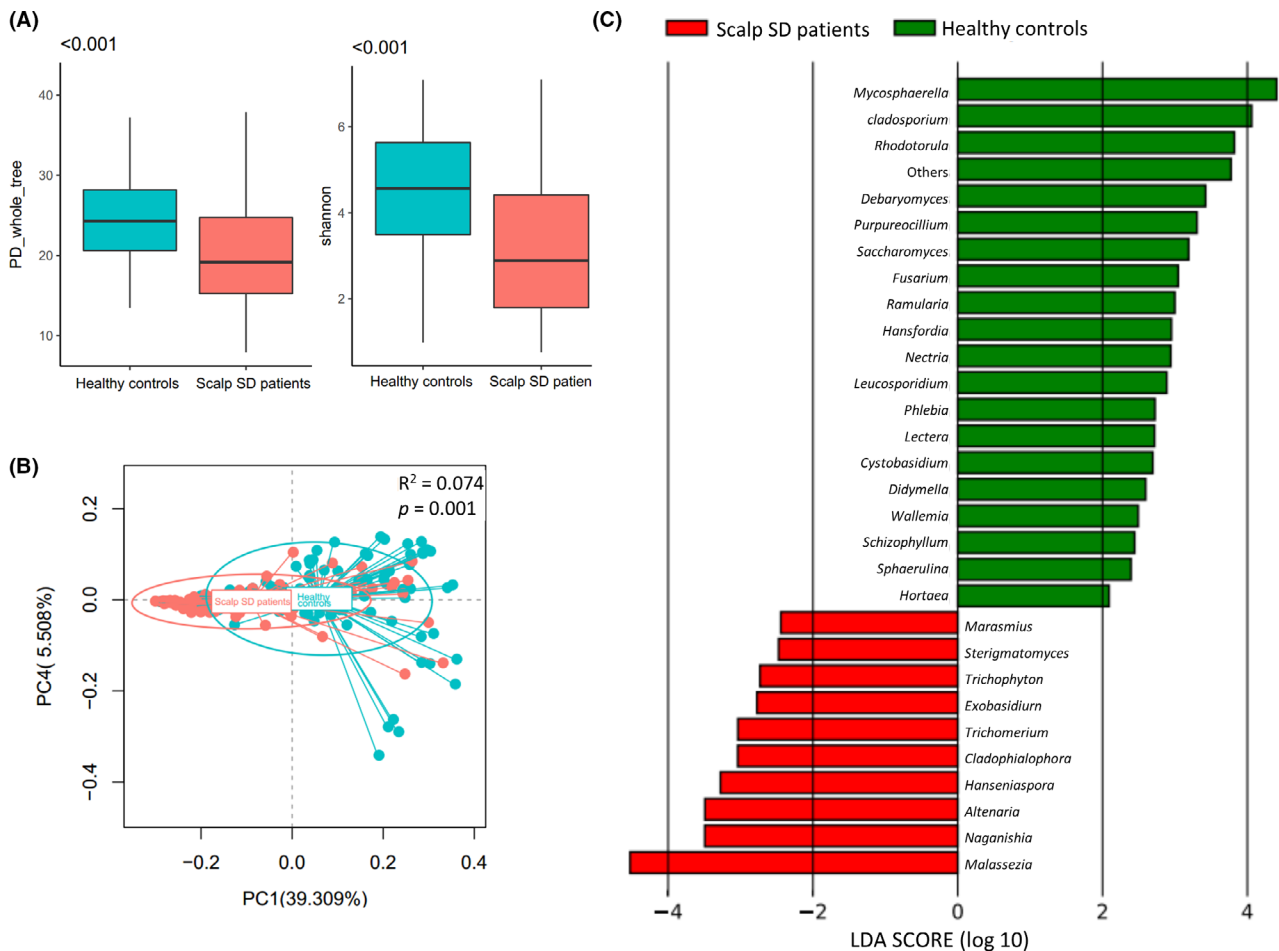 (A)
<0.001
PD_whole_tree
40
30
20
10
Healthy controls
Scalp SD patients
<0.001
shannon
6
4
2
Healthy controls
Scalp SD patien
(B)
R² = 0.074
p = 0.001
Scalp SD patients
Healthy
controls
PC4( 5.508%)
0.2
0.0
−0.2
−0.4
−0.2
0.0
0.2
0.4
PC1(39.309%)
(C)
Scalp SD patients
Healthy controls
Mycosphaerella
cladosporium
Rhodotorula
Others
Debaryomyces
Purpureocillium
Saccharomyces
Fusarium
Ramularia
Hansfordia
Nectria
Leucosporidium
Phlebia
Lectera
Cystobasidium
Didymella
Wallemia
Schizophyllum
Sphaerulina
Hortaea
Marasmius
Sterigmatomyces
Trichophyton
Exobasidiurn
Trichomerium
Cladophialophora
Hanseniaspora
Altenaria
Naganishia
Malassezia
−4
−2
0
2
4
LDA SCORE (log 10)